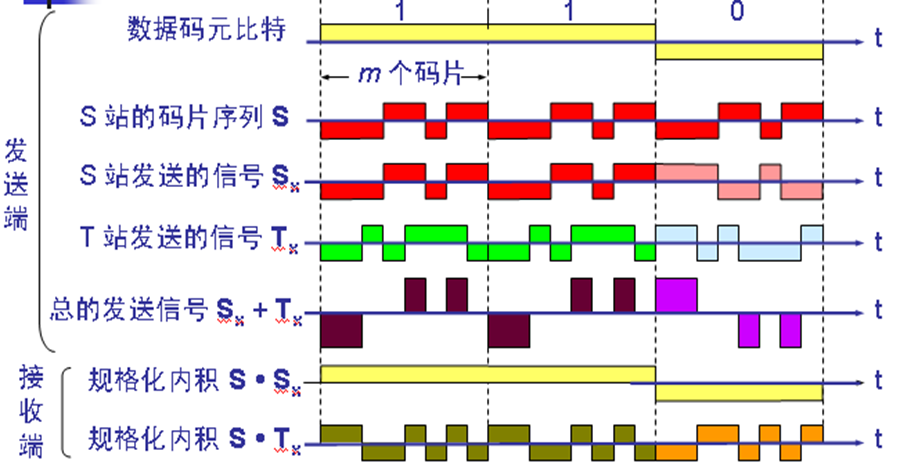 1 1 0
数据码元比特 t
m 个码片
S 站的码片序列 S t
发送端
S 站发送的信号 Sx t
T 站发送的信号 Tx t
总的发送信号 Sx + Tx t
接收端
规格化内积 S • Sx t
规格化内积 S • Tx t